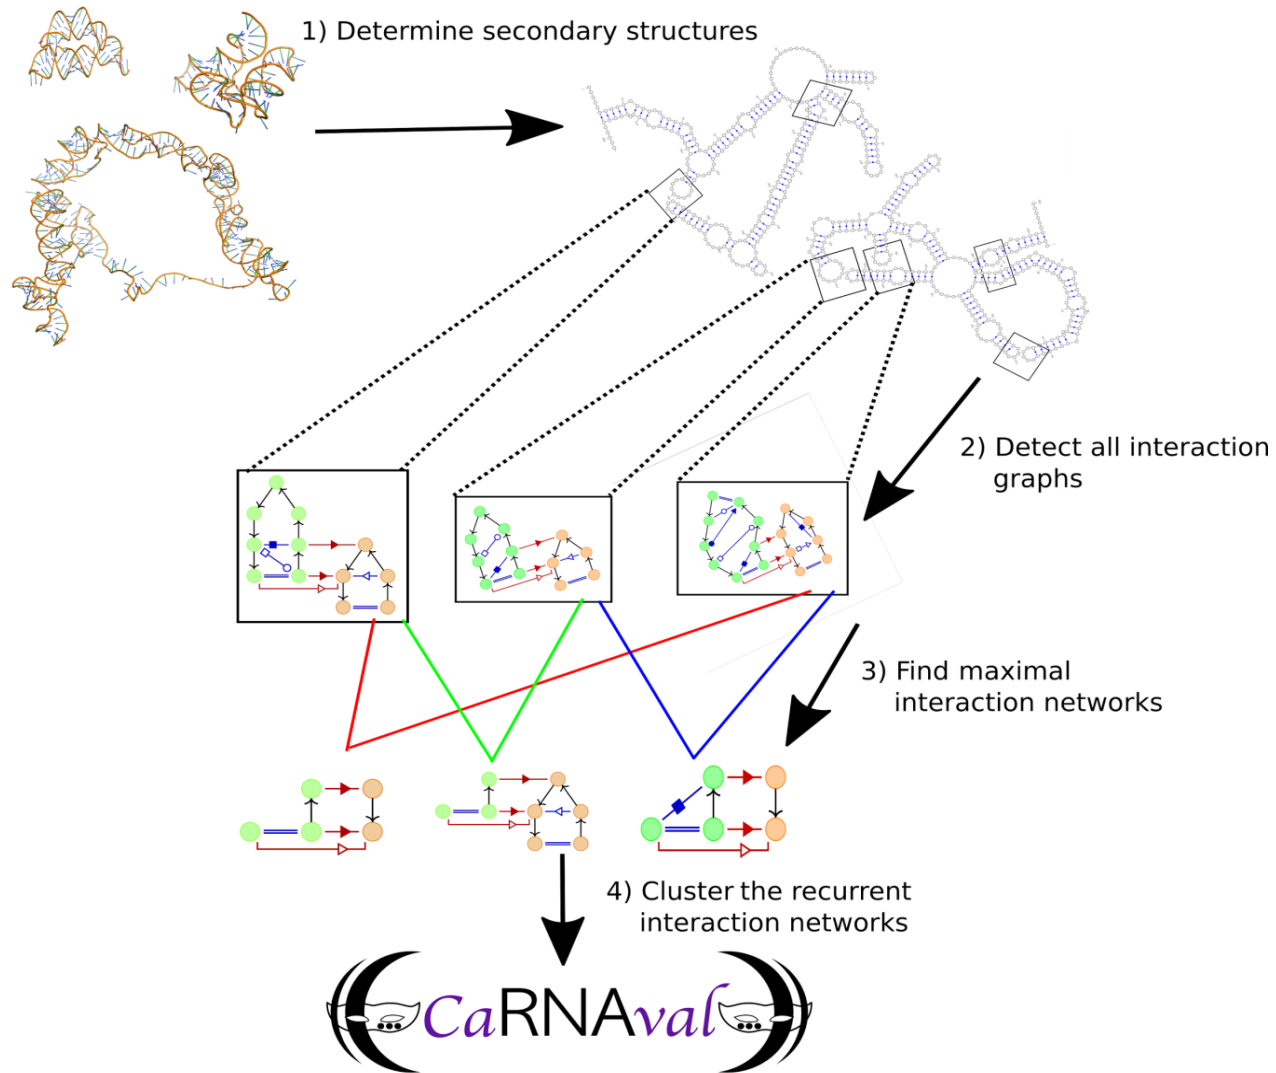 1) Determine secondary structures
2) Detect all interaction
graphs
3) Find maximal
interaction networks
4) Cluster the recurrent
interaction networks
CaRNAval